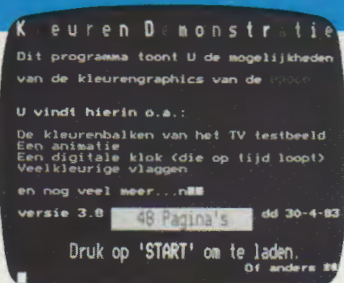 K euren Demonstratie
Dit programma toont U de mogelijkheden
van de kleurengraphics van de
U vindt hierin o.a.:
De kleurenbalken van het TV testbeeld
Een animatie
Een digitale klok (die op tijd loopt)
Veelkleurige vlaggen
en nog veel meer...n
versie 3.0 48 Pagina's dd 30-4-83
Druk op 'START' om te laden.
Of anders